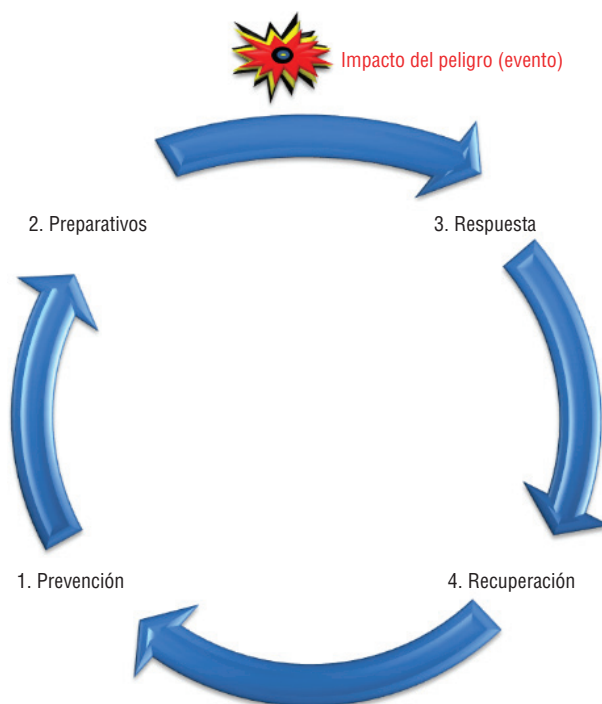 Impacto del peligro (evento)
2. Preparativos
3. Respuesta
1. Prevención
4. Recuperación